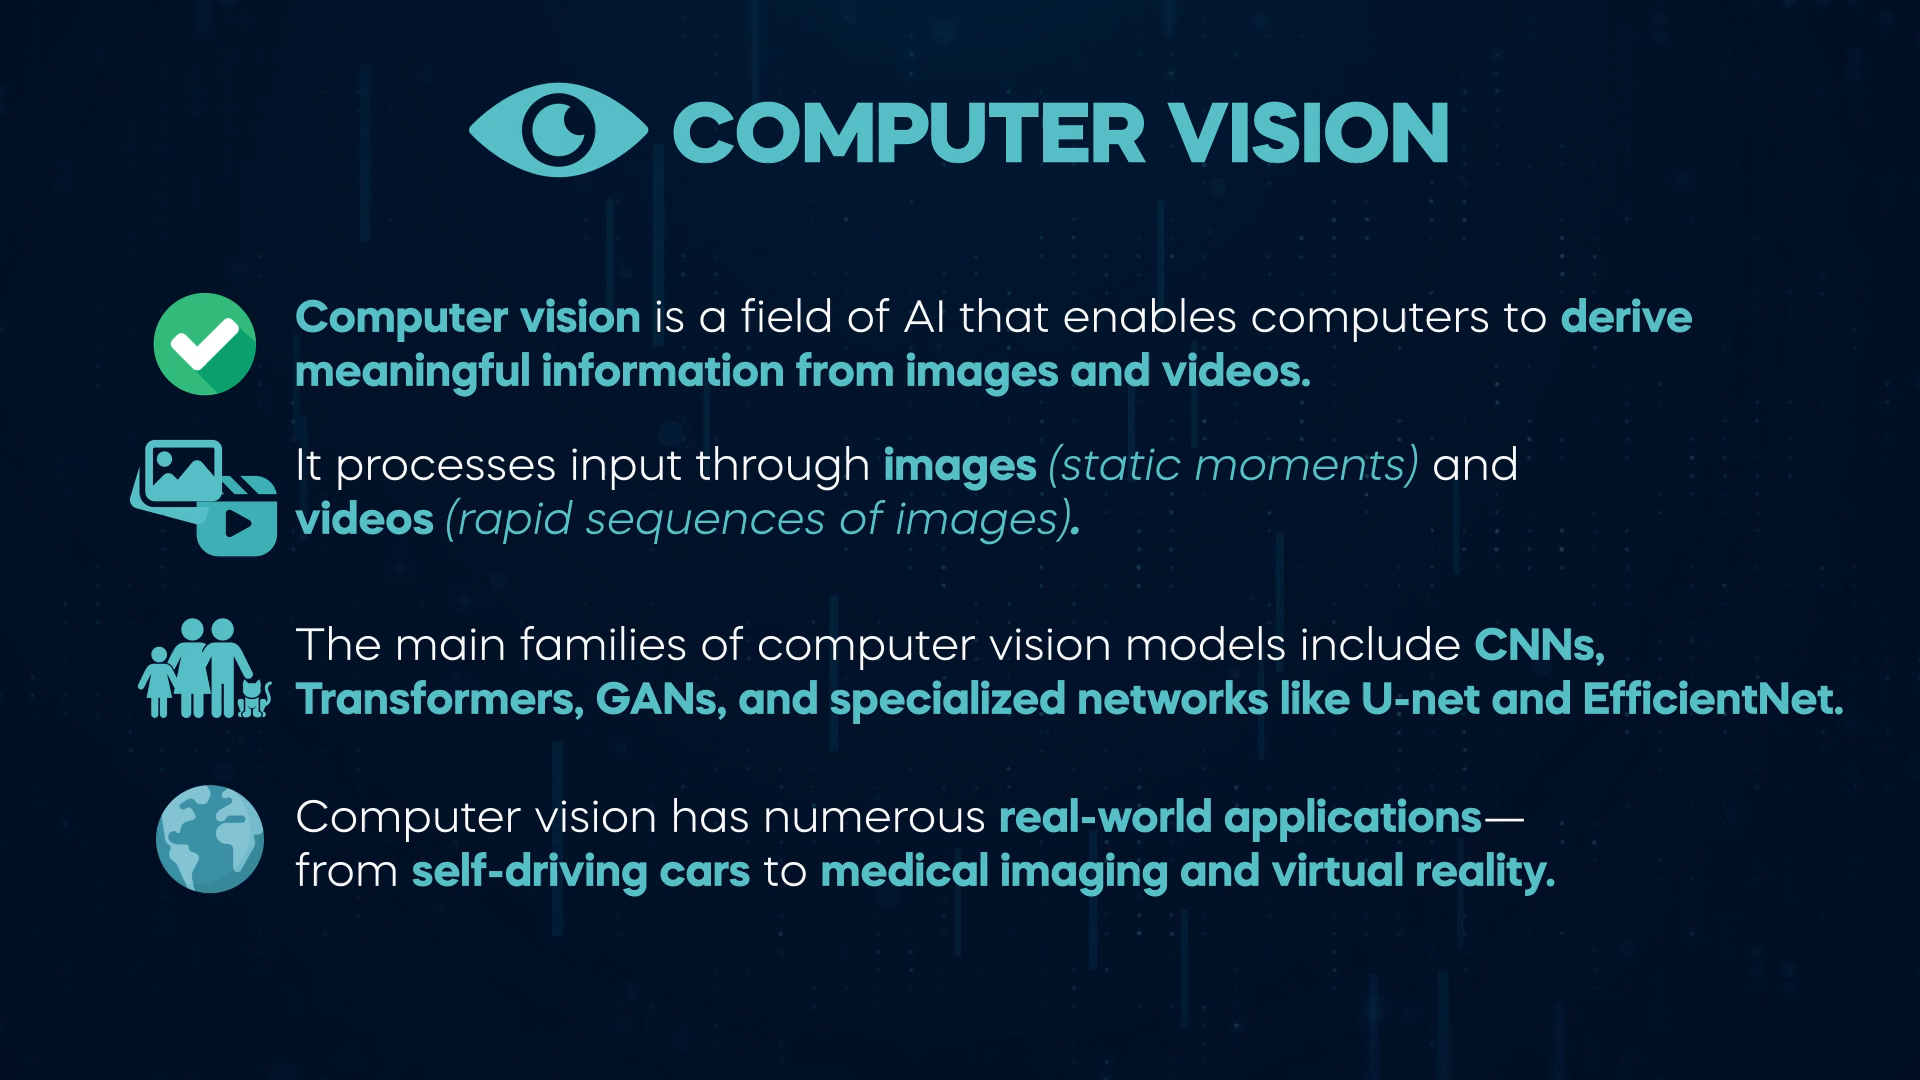 COMPUTER VISION
Computer vision is a field of AI that enables computers to derive
meaningful information from images and videos.
It processes input through images (static moments) and
videos (rapid sequences of images).
The main families of computer vision models include CNNs,
Transformers, GANs, and specialized networks like U-net and EfficientNet.
Computer vision has numerous real-world applications—
from self-driving cars to medical imaging and virtual reality.